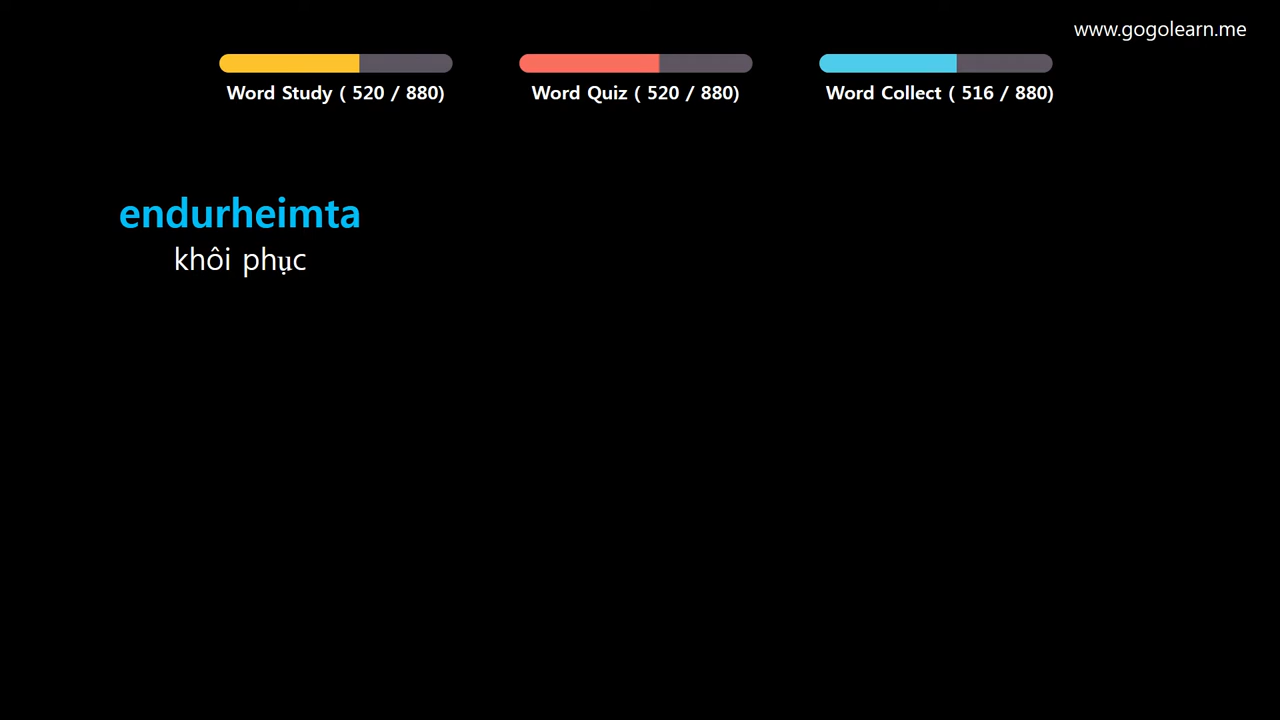 www.gogolearn.me
Word Study ( 520 / 880)
Word Quiz ( 520 / 880)
Word Collect ( 516 / 880)
endurheimta
khôi phục